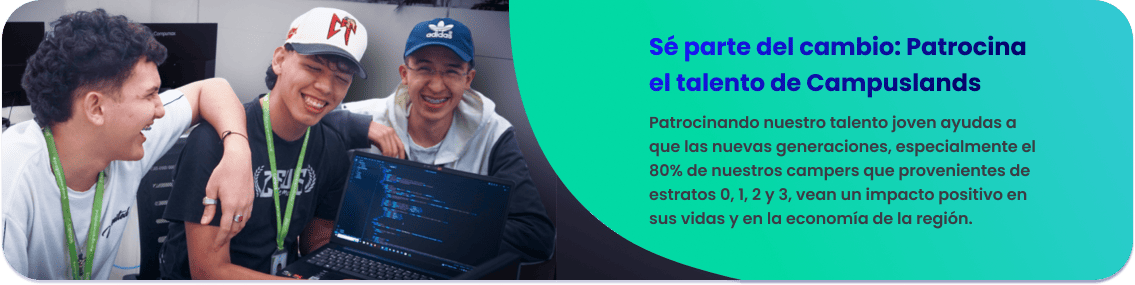 Sé parte del cambio: Patrocina
el talento de Campuslands
Patrocinando nuestro talento joven ayudas a
que las nuevas generaciones, especialmente el
80% de nuestros campers que provenientes de
estratos 0, 1, 2 y 3, vean un impacto positivo en
sus vidas y en la economía de la región.
adidas
ZEUS